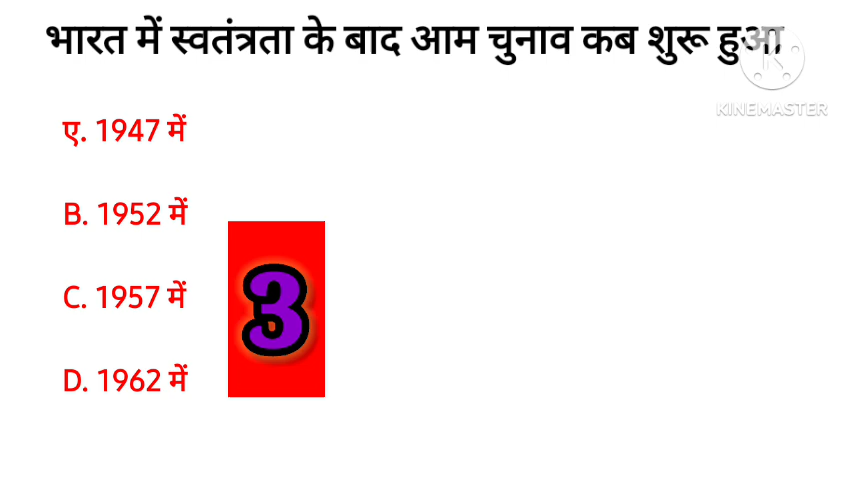 भारत में स्वतंत्रता के बाद आम चुनाव कब शुरू हुआ
K
KINEMASTER
ए. 1947 में
B. 1952 में
C. 1957 में
3
D. 1962 में